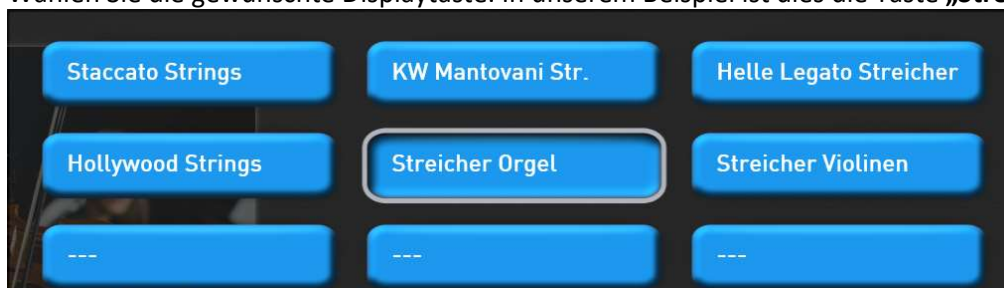 Wählen Sie die gewünschte Displaytaste. In unserem Beispiel ist dies die Taste
Staccato Strings KW Mantovani Str. Helle Legato Streicher
Hollywood Strings Streicher Orgel Streicher Violinen
--- --- ---